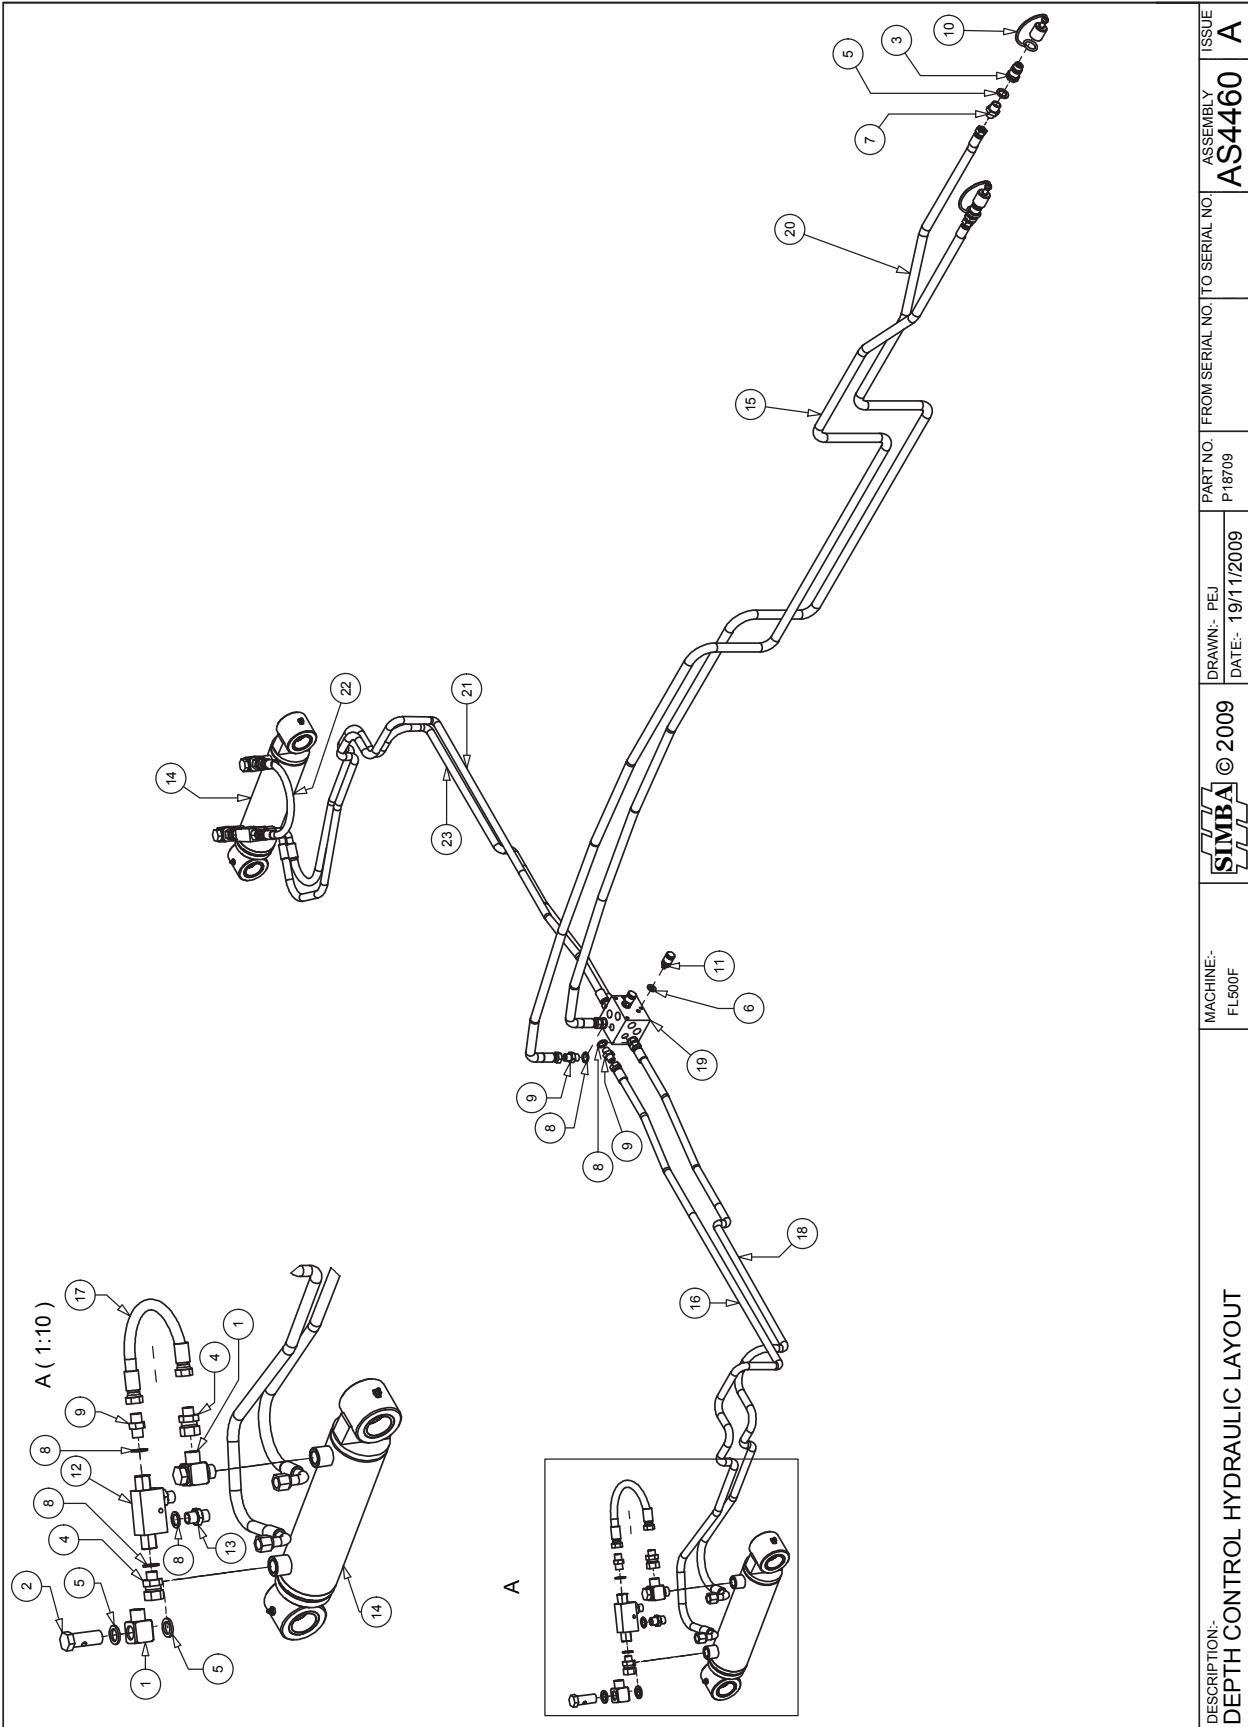 A ( 1:10 )
2
5
1
4
8
12
8
9
17
5
8
13
4
1
14
A
14
22
21
23
16
18
9
8
8
9
19
6
11
15
20
7
5
3
10
DESCRIPTION:-
DEPTH CONTROL HYDRAULIC LAYOUT
MACHINE:-
FL500F
SIMBA © 2009
DRAWN:- PEJ
DATE:- 19/11/2009
PART NO.
P18709
FROM SERIAL NO.
TO SERIAL NO.
ASSEMBLY
AS4460
ISSUE
A